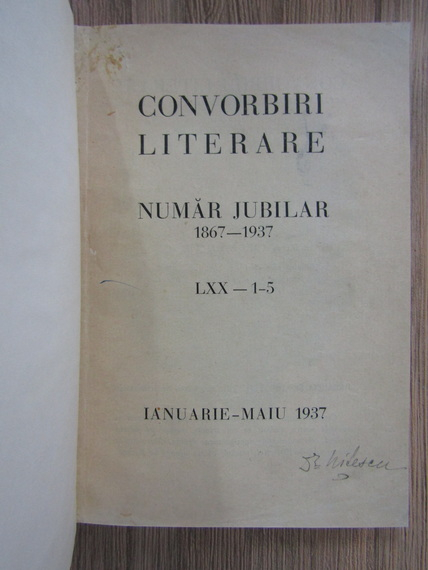 CONVORBIRI
LITERARE
NUMĂR JUBILAR
1867—1937
LXX — 1-5
IANUARIE-MAIU 1937